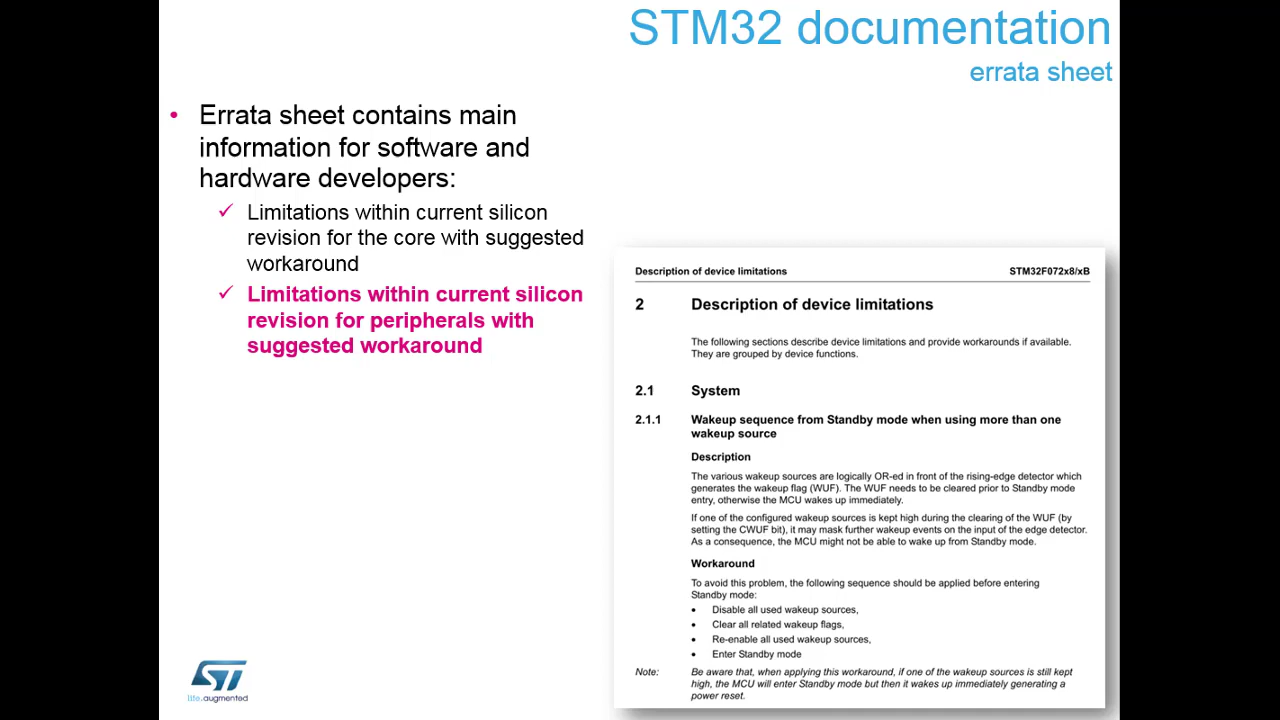 STM32 documentation
errata sheet
• Errata sheet contains main
information for software and
hardware developers:
✓ Limitations within current silicon
revision for the core with suggested
workaround
✓ Limitations within current silicon
revision for peripherals with
suggested workaround
Description of device limitations STM32F072x8/xB
2 Description of device limitations
The following sections describe device limitations and provide workarounds if available.
They are grouped by device functions.
2.1 System
2.1.1 Wakeup sequence from Standby mode when using more than one
wakeup source
Description
The various wakeup sources are logically OR-ed in front of the rising-edge detector which
generates the wakeup flag (WUF). The WUF needs to be cleared prior to Standby mode
entry, otherwise the MCU wakes up immediately.
If one of the configured wakeup sources is kept high during the clearing of the WUF (by
setting the CWUF bit), it may mask further wakeup events on the input of the edge detector.
As a consequence, the MCU might not be able to wake up from Standby mode.
Workaround
To avoid this problem, the following sequence should be applied before entering
Standby mode:
• Disable all used wakeup sources,
• Clear all related wakeup flags,
• Re-enable all used wakeup sources,
• Enter Standby mode
Note: Be aware that, when applying this workaround, if one of the wakeup sources is still kept
high, the MCU will enter Standby mode but then it wakes up immediately generating a
power reset.
ST
life.augmented